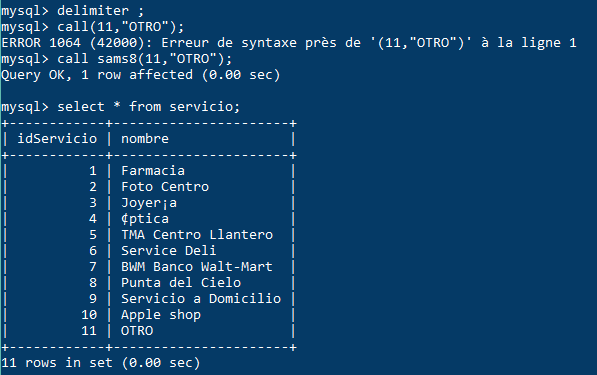 mysql> delimiter ;
mysql> call(11,"OTRO");
ERROR 1064 (42000): Erreur de syntaxe près de '(11,"OTRO")' à la ligne 1
mysql> call sams8(11,"OTRO");
Query OK, 1 row affected (0.00 sec)

mysql> select * from servicio;
+------------+----------------------+
| idServicio | nombre               |
+------------+----------------------+
|          1 | Farmacia             |
|          2 | Foto Centro          |
|          3 | Joyer¡a              |
|          4 | ¢ptica               |
|          5 | TMA Centro Llantero  |
|          6 | Service Deli         |
|          7 | BWM Banco Walt-Mart  |
|          8 | Punta del Cielo      |
|          9 | Servicio a Domicilio |
|         10 | Apple shop           |
|         11 | OTRO                 |
+------------+----------------------+
11 rows in set (0.00 sec)